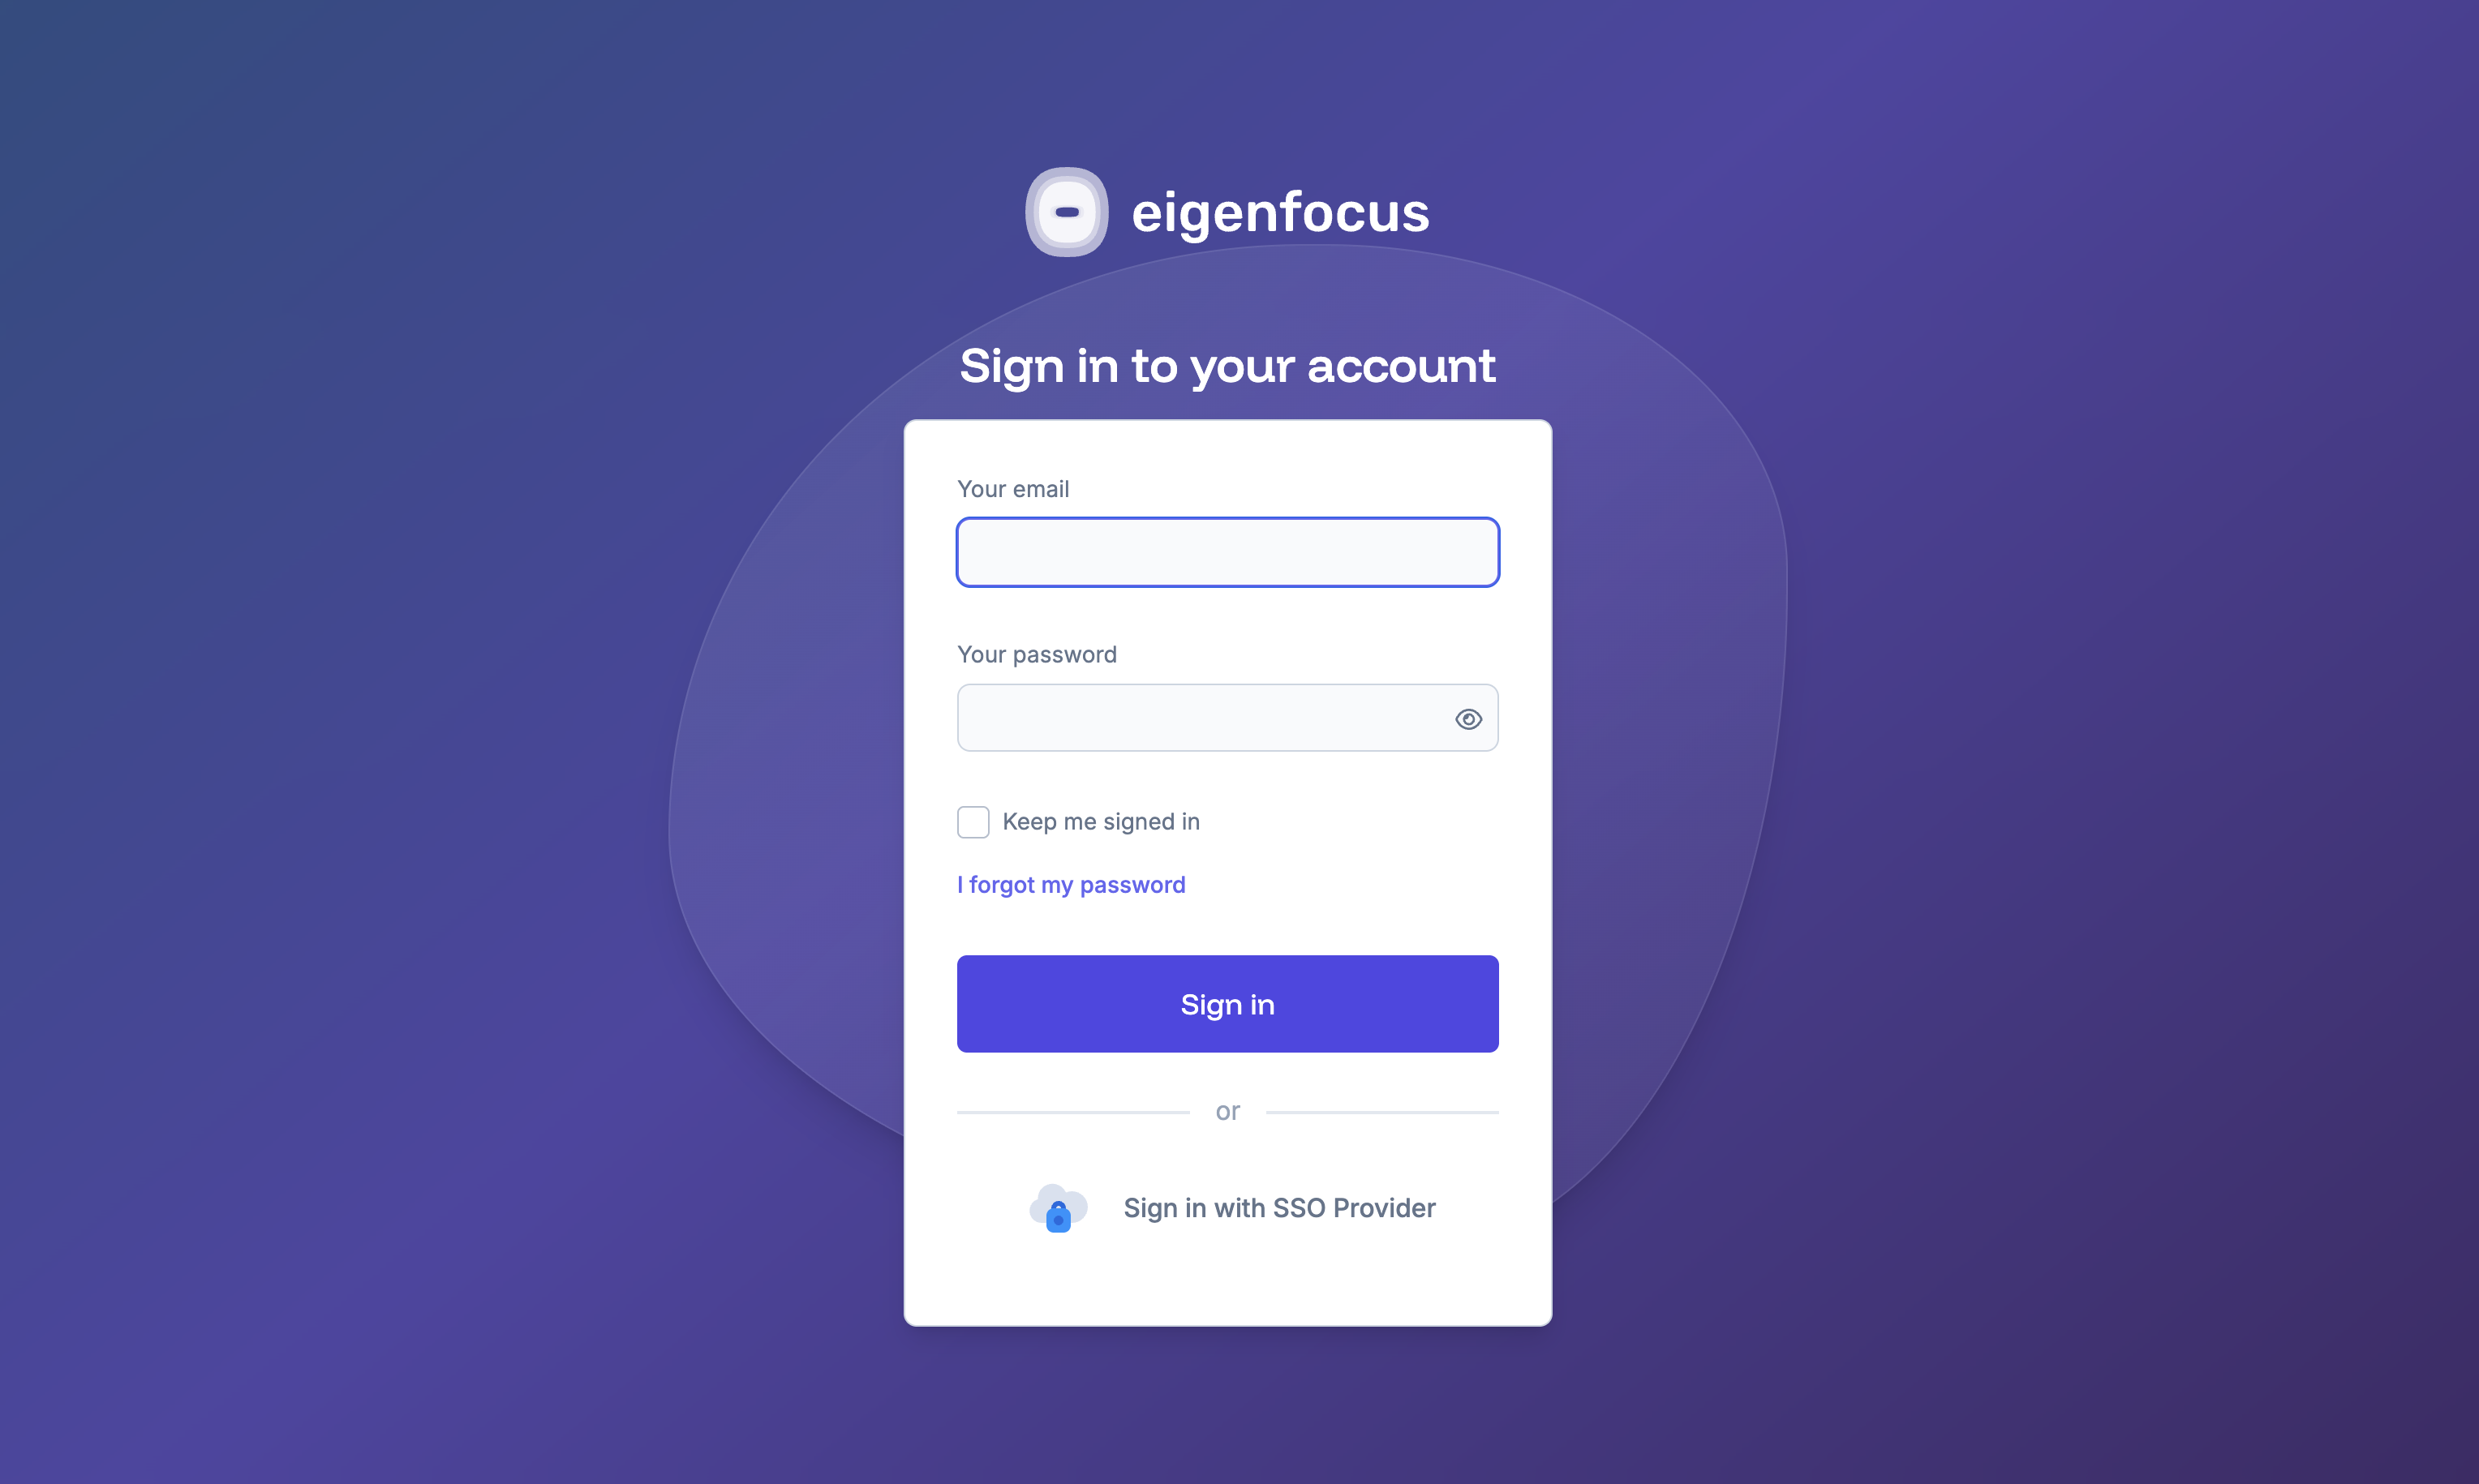 eigenfocus
Sign in to your account
Your email
Your password
Keep me signed in
I forgot my password
Sign in
or
Sign in with SSO Provider